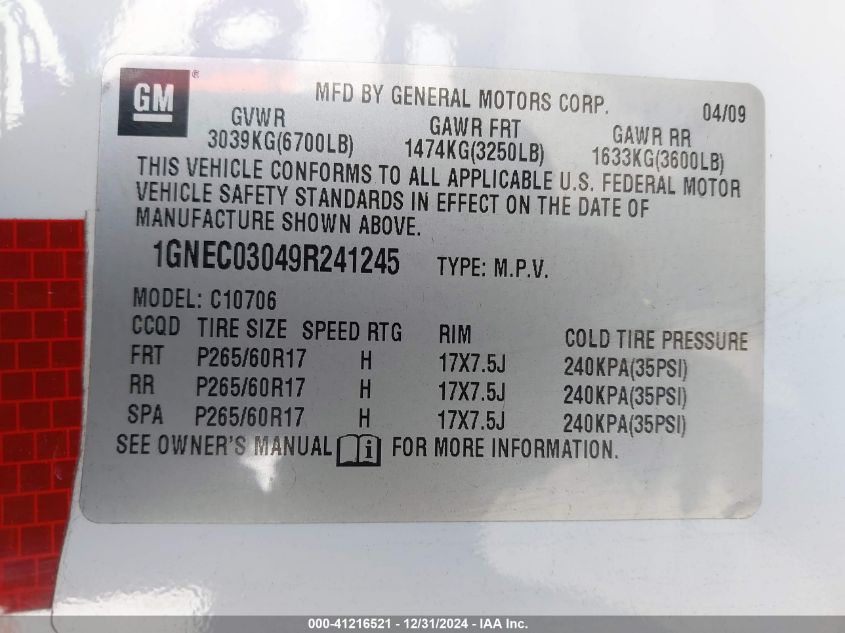 GM ®
MFD BY GENERAL MOTORS CORP. 04/09
GVWR GAWR FRT GAWR RR
3039KG(6700LB) 1474KG(3250LB) 1633KG(3600LB)
THIS VEHICLE CONFORMS TO ALL APPLICABLE U.S. FEDERAL MOTOR
VEHICLE SAFETY STANDARDS IN EFFECT ON THE DATE OF
MANUFACTURE SHOWN ABOVE.
1GNEC03049R241245 TYPE: M.P.V.
MODEL: C10706
CCQD TIRE SIZE SPEED RTG RIM COLD TIRE PRESSURE
FRT P265/60R17 H 17X7.5J 240KPA(35PSI)
RR P265/60R17 H 17X7.5J 240KPA(35PSI)
SPA P265/60R17 H 17X7.5J 240KPA(35PSI)
SEE OWNER'S MANUAL i FOR MORE INFORMATION.
000-41216521 - 12/31/2024 - IAA Inc.